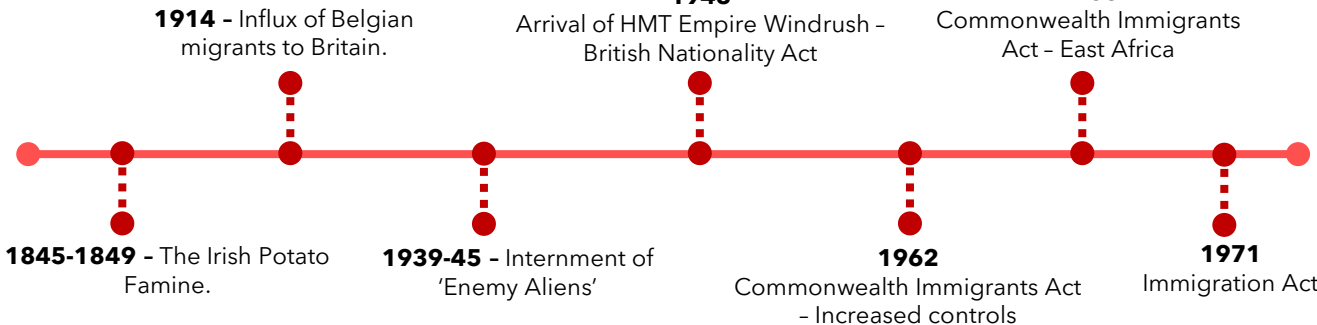 1914 – Influx of Belgian
migrants to Britain.
1948
Arrival of HMT Empire Windrush –
British Nationality Act
Commonwealth Immigrants
Act – East Africa
1845-1849 – The Irish Potato
Famine.
1939-45 – Internment of
‘Enemy Aliens’
1962
Commonwealth Immigrants Act
– Increased controls
1971
Immigration Act